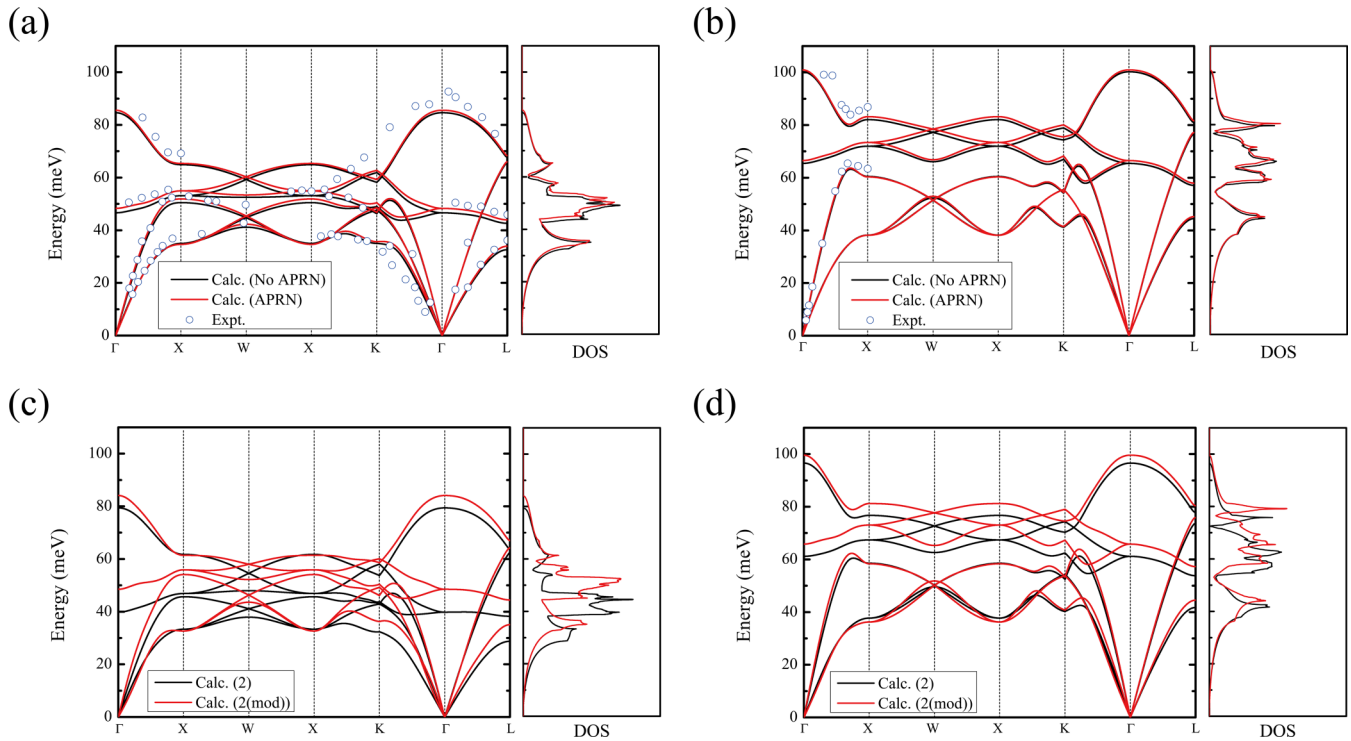 (a)
100
80
60
40
20
0
Energy (meV)
Calc. (No APRN)
Calc. (APRN)
Expt.
Γ X W X K Γ L
DOS
(b)
100
80
60
40
20
0
Energy (meV)
Calc. (No APRN)
Calc. (APRN)
Expt.
Γ X W X K Γ L
DOS
(c)
100
80
60
40
20
0
Energy (meV)
Calc. (2)
Calc. (2(mod))
Γ X W X K Γ L
DOS
(d)
100
80
60
40
20
0
Energy (meV)
Calc. (2)
Calc. (2(mod))
Γ X W X K Γ L
DOS